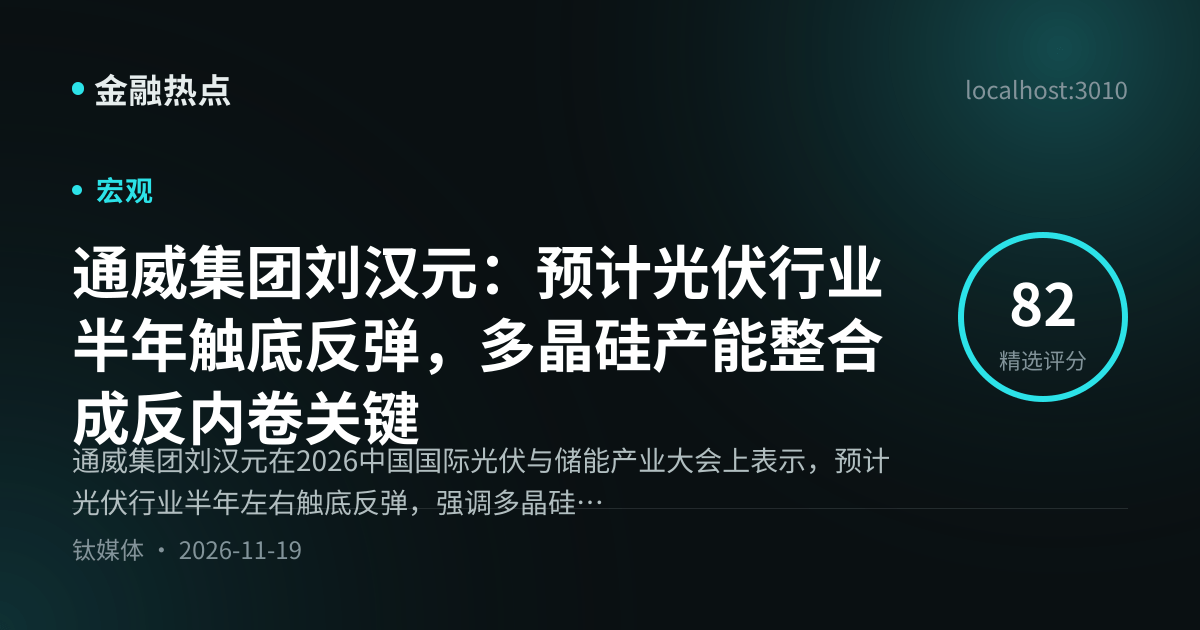 金融热点
localhost:3010
宏观
通威集团刘汉元：预计光伏行业
半年触底反弹，多晶硅产能整合
成反内卷关键
82
精选评分
通威集团刘汉元在2026中国国际光伏与储能产业大会上表示，预计
光伏行业半年左右触底反弹，强调多晶硅…
钛媒体 · 2026-11-19